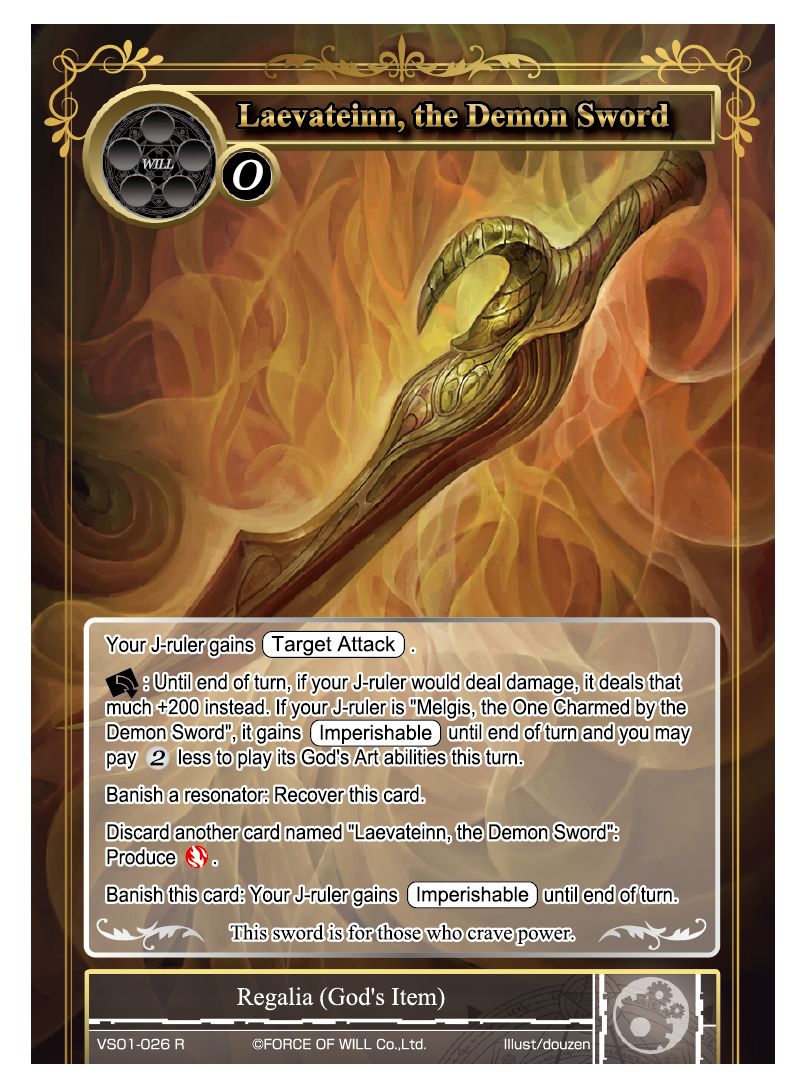 Laevateinn, the Demon Sword
WILL
0
Your J-ruler gains Target Attack .
: Until end of turn, if your J-ruler would deal damage, it deals that
much +200 instead. If your J-ruler is "Melgis, the One Charmed by the
Demon Sword", it gains Imperishable until end of turn and you may
pay 2 less to play its God's Art abilities this turn.
Banish a resonator: Recover this card.
Discard another card named "Laevateinn, the Demon Sword":
Produce .
Banish this card: Your J-ruler gains Imperishable until end of turn.
This sword is for those who crave power.
Regalia (God's Item)
VS01-026 R ©FORCE OF WILL Co.,Ltd. Illust/douzen